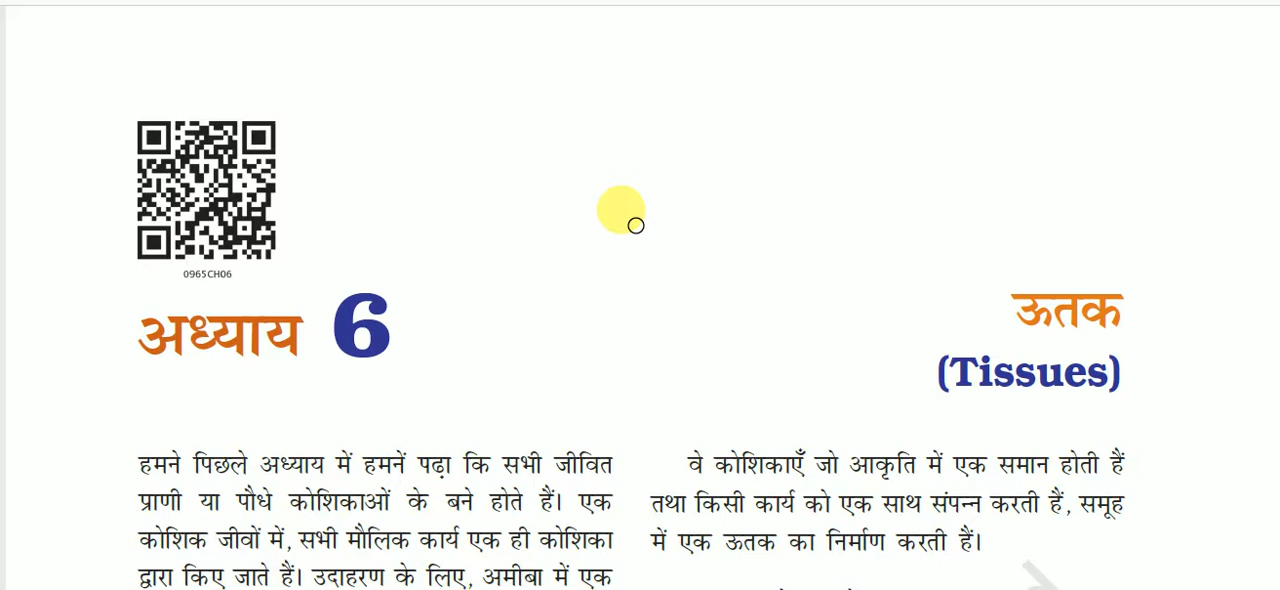 0965CH06
अध्याय 6
ऊतक
(Tissues)
हमने पिछले अध्याय में हमनें पढ़ा कि सभी जीवित
प्राणी या पौधे कोशिकाओं के बने होते हैं। एक
कोशिक जीवों में, सभी मौलिक कार्य एक ही कोशिका
द्वारा किए जाते हैं। उदाहरण के लिए, अमीबा में एक
वे कोशिकाएँ जो आकृति में एक समान होती हैं
तथा किसी कार्य को एक साथ संपन्न करती हैं, समूह
में एक ऊतक का निर्माण करती हैं।